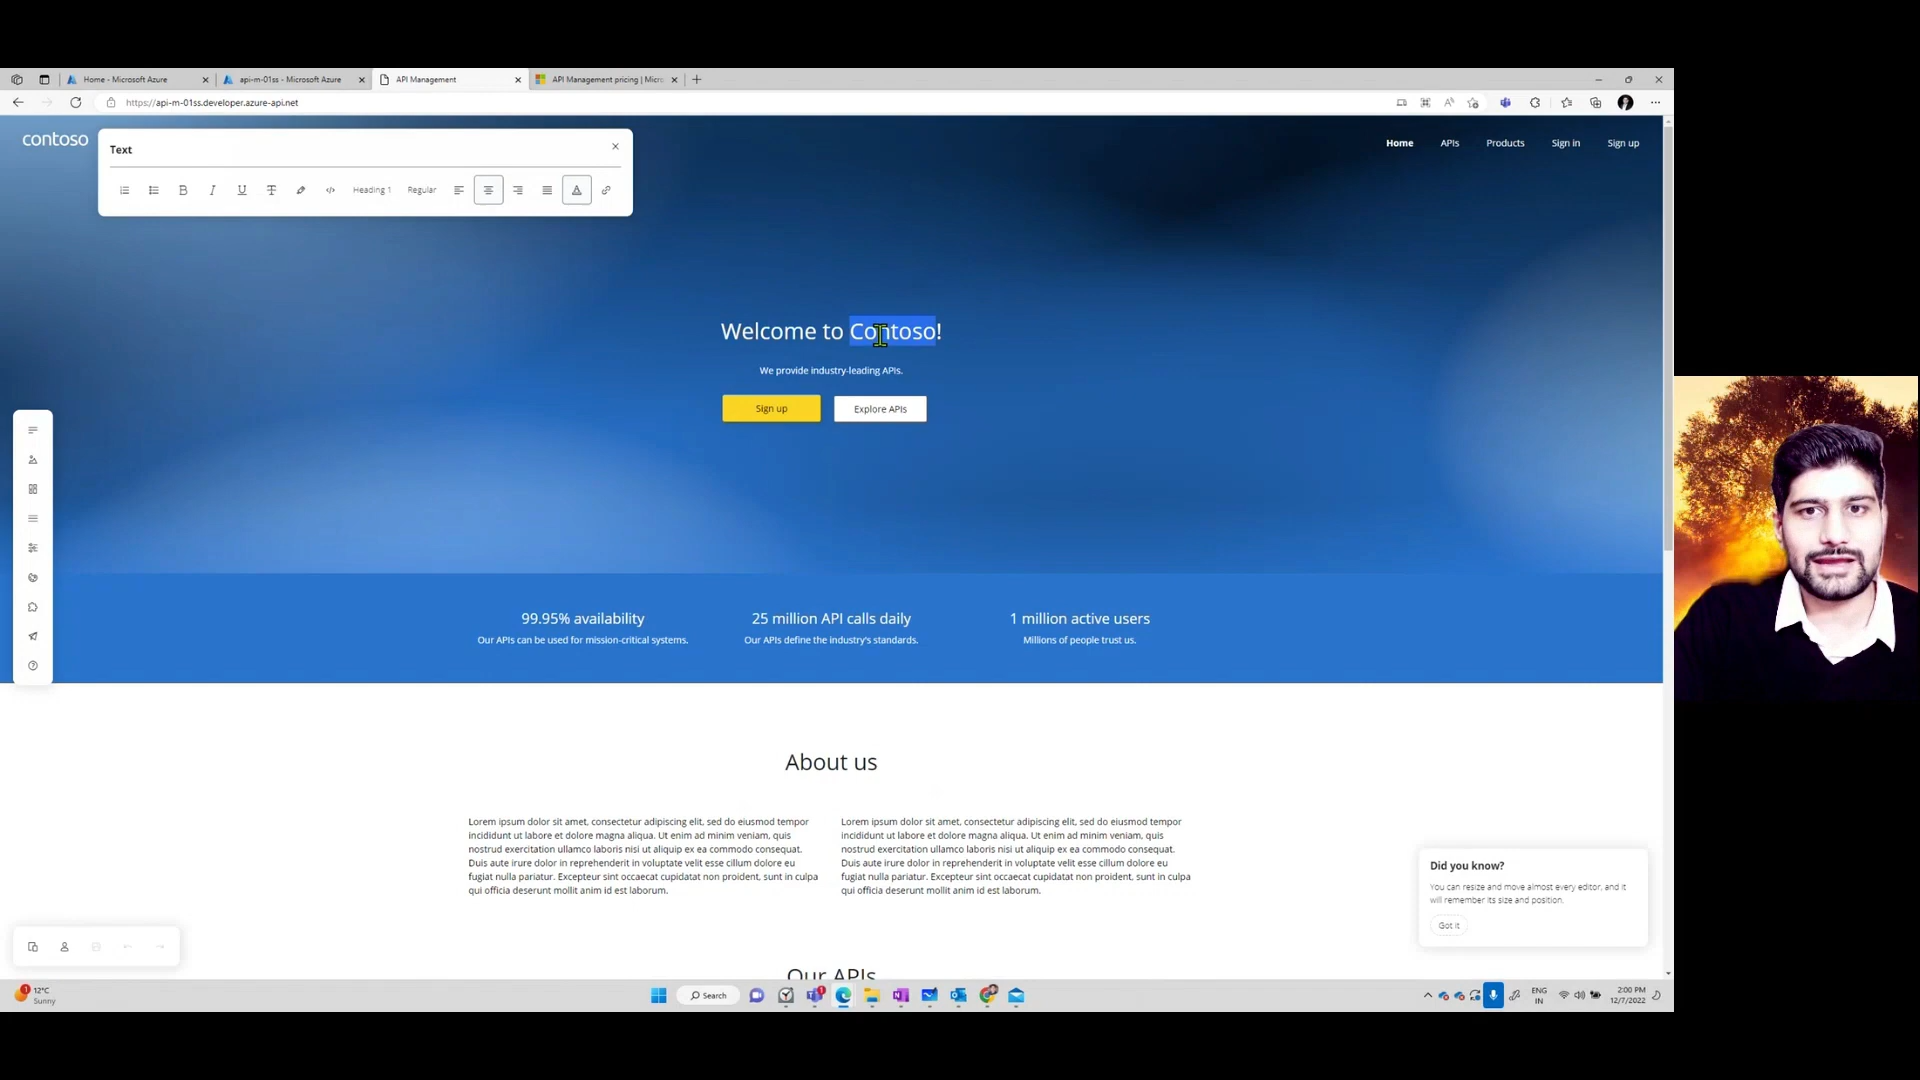 Home - Microsoft Azure
api-m-01ss - Microsoft Azure
API Management
API Management pricing | Micro
https://api-m-01ss.developer.azure-api.net
contoso
Text
Heading 1
Regular
Home
APIs
Products
Sign in
Sign up
Welcome to Contoso!
We provide industry-leading APIs.
Sign up
Explore APIs
99.95% availability
Our APIs can be used for mission-critical systems.
25 million API calls daily
Our APIs define the industry's standards.
1 million active users
Millions of people trust us.
About us
Lorem ipsum dolor sit amet, consectetur adipiscing elit, sed do eiusmod tempor
incididunt ut labore et dolore magna aliqua. Ut enim ad minim veniam, quis
nostrud exercitation ullamco laboris nisi ut aliquip ex ea commodo consequat.
Duis aute irure dolor in reprehenderit in voluptate velit esse cillum dolore eu
fugiat nulla pariatur. Excepteur sint occaecat cupidatat non proident, sunt in culpa
qui officia deserunt mollit anim id est laborum.
Lorem ipsum dolor sit amet, consectetur adipiscing elit, sed do eiusmod tempor
incididunt ut labore et dolore magna aliqua. Ut enim ad minim veniam, quis
nostrud exercitation ullamco laboris nisi ut aliquip ex ea commodo consequat.
Duis aute irure dolor in reprehenderit in voluptate velit esse cillum dolore eu
fugiat nulla pariatur. Excepteur sint occaecat cupidatat non proident, sunt in culpa
qui officia deserunt mollit anim id est laborum.
Did you know?
You can resize and move almost every editor, and it
will remember its size and position.
Got it
Our APIs
12°C
Sunny
Search
ENG
IN
2:00 PM
12/7/2022